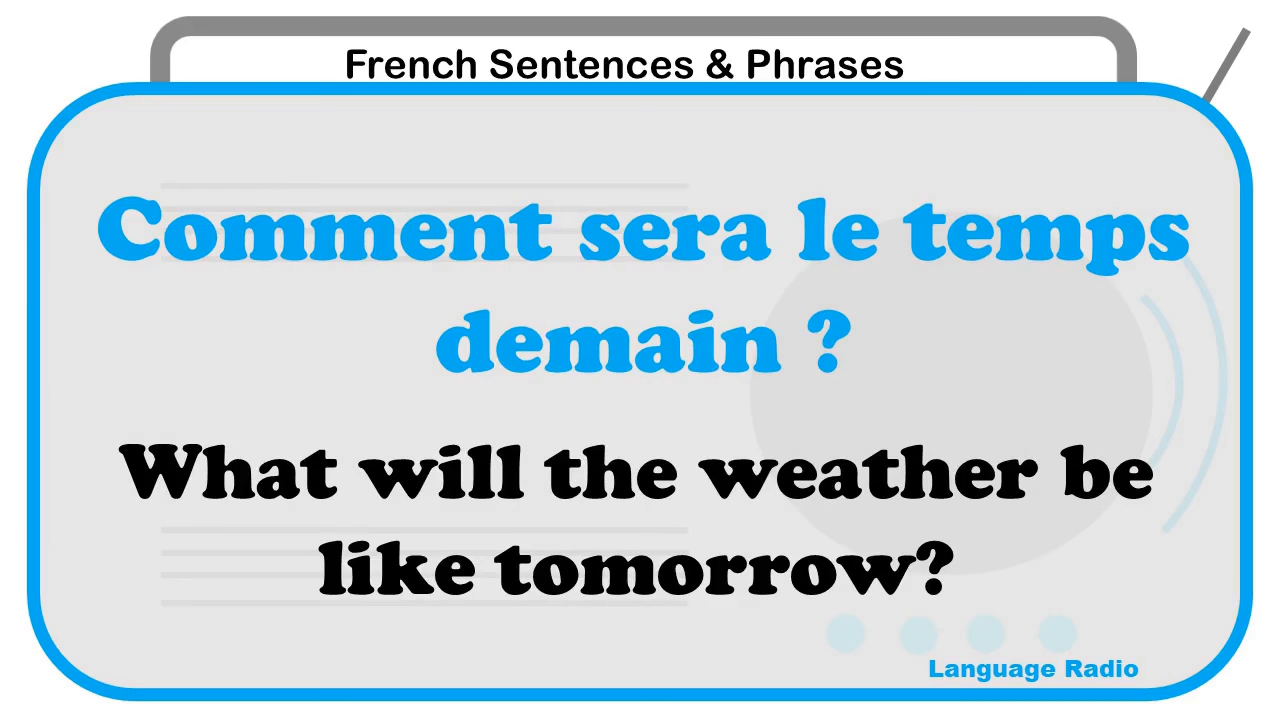 French Sentences & Phrases
Comment sera le temps
demain ?
What will the weather be
like tomorrow?
Language Radio